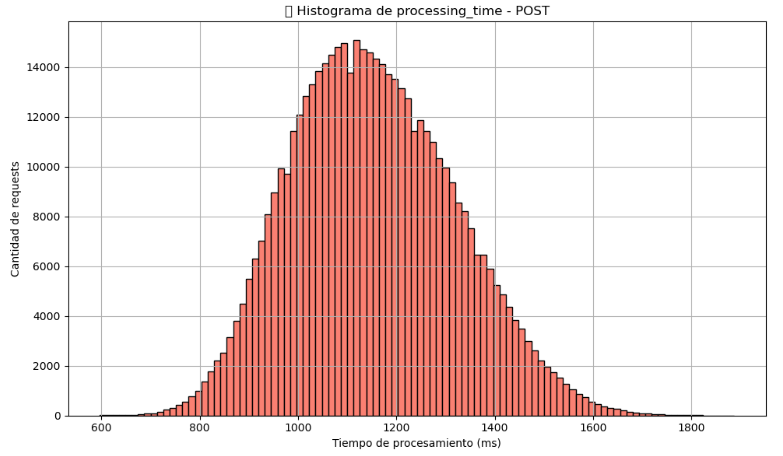 Histograma de processing_time - POST
14000
12000
10000
8000
6000
4000
2000
0
Cantidad de requests
600 800 1000 1200 1400 1600 1800
Tiempo de procesamiento (ms)